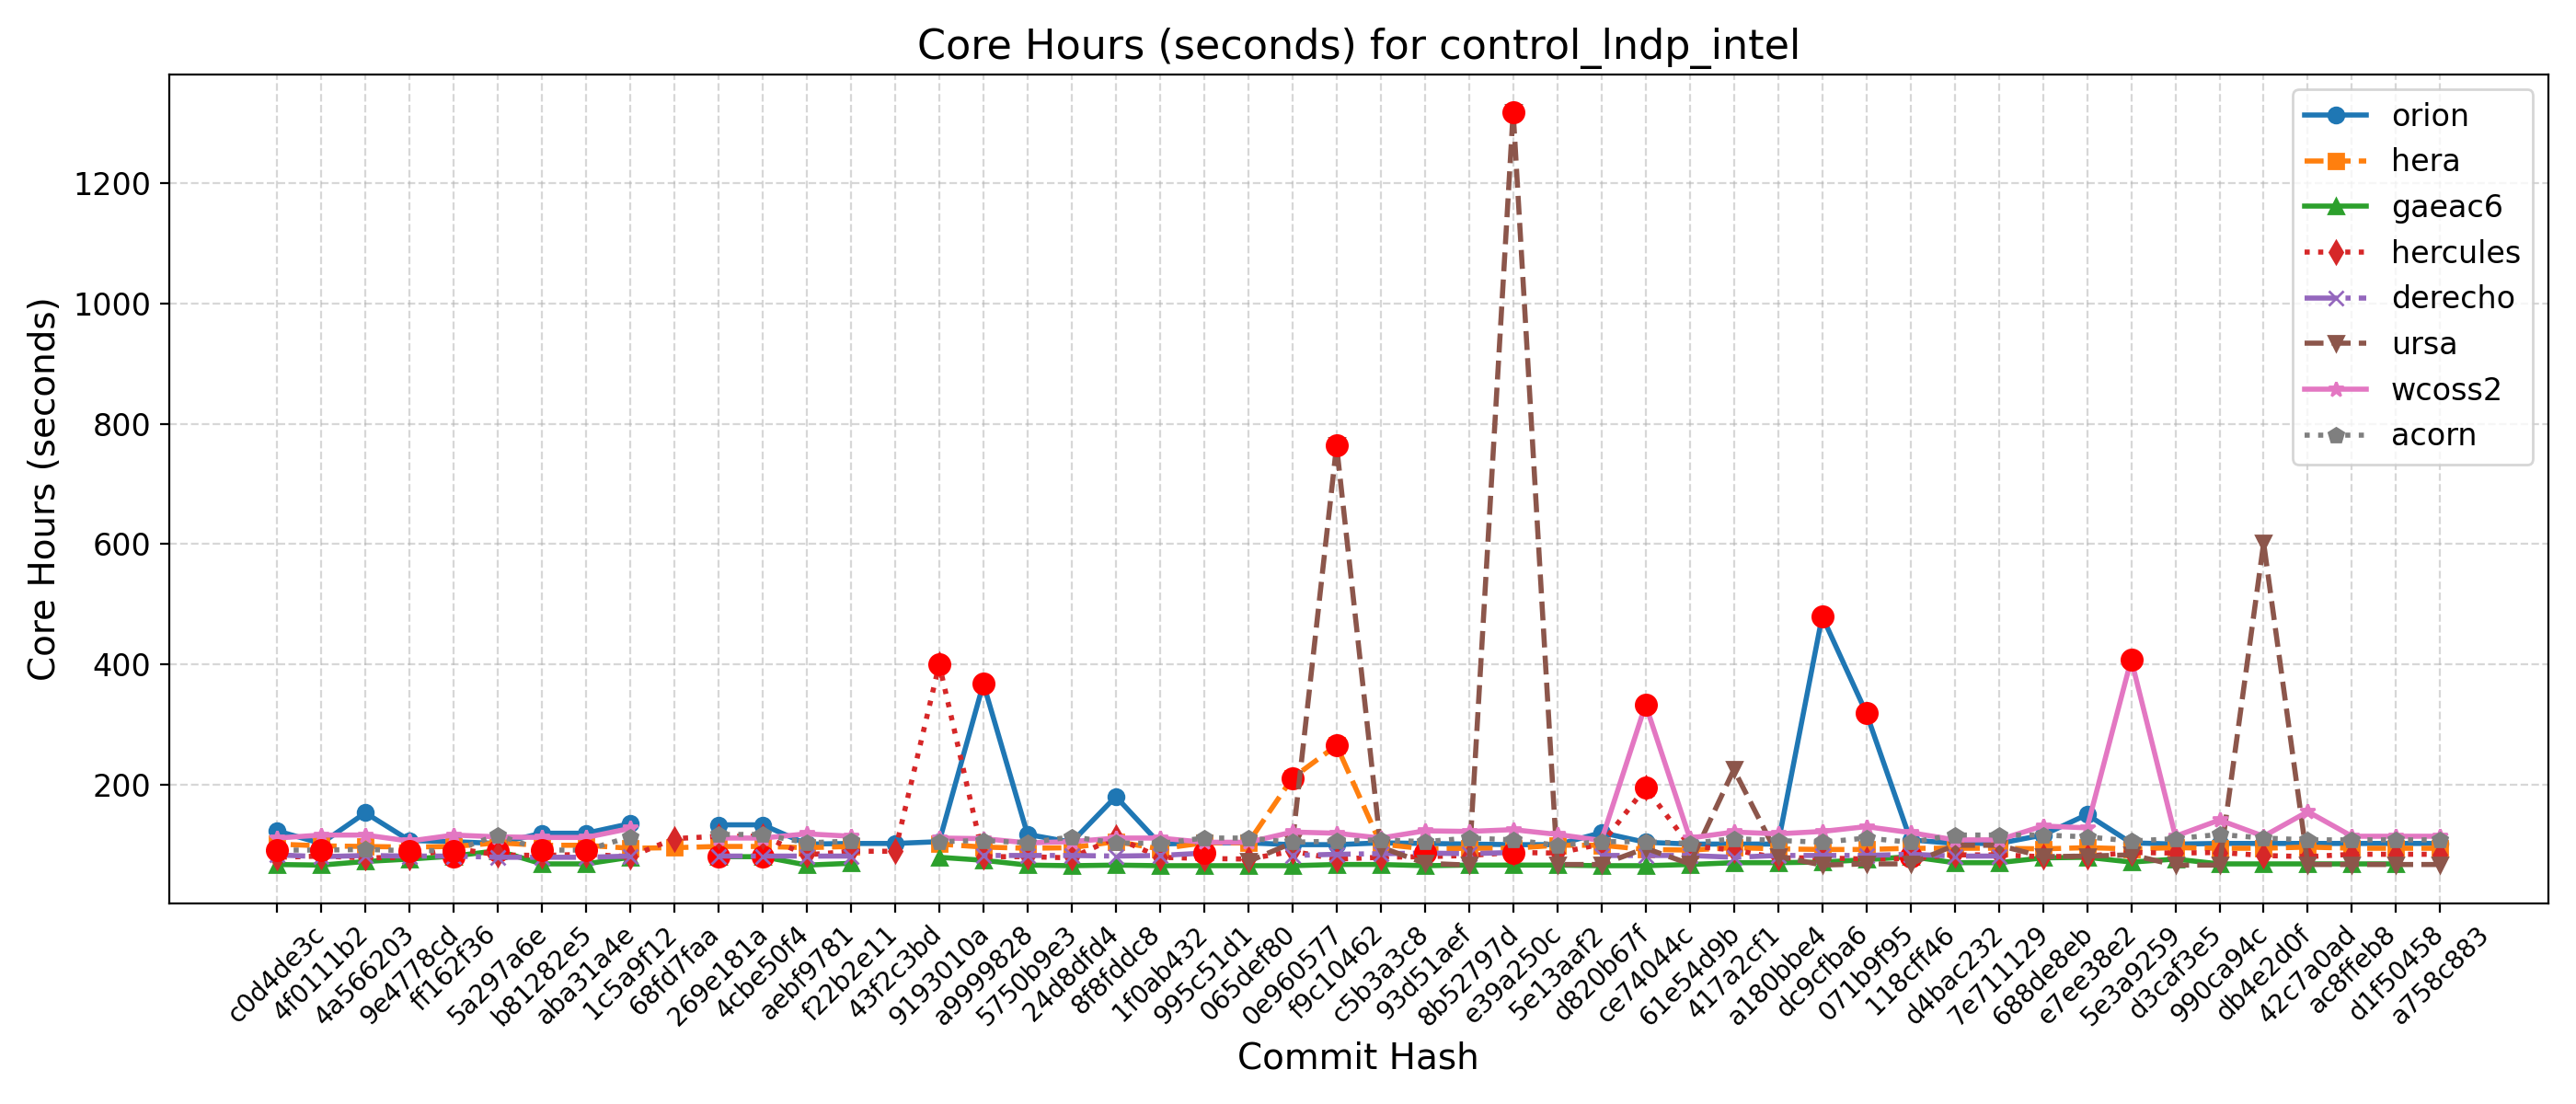 Core Hours (seconds) for control_lndp_intel
Core Hours (seconds)
1200
1000
800
600
400
200
orion
hera
gaeac6
hercules
derecho
ursa
wcoss2
acorn
c0d4de3c
4f0111b2
4a566203
9e4778cd
ff162f36
5a297a6e
b81282e5
aba31a4e
1c5a9f12
68fd7faa
269e181a
4cbe50f4
aebf9781
f22b2e11
43f2c3bd
9193010a
a9999828
5750b9e3
24d8dfd4
8f8fddc8
1f0ab432
995c51d1
065def80
0e960577
f9c10462
c5b3a3c8
93d51aef
8b52797d
e39a250c
5e13aaf2
d820b67f
ce74044c
61e54d9b
417a2cf1
a180bbe4
dc9cfba6
071b9f95
118cff46
d4bac232
7e711129
688de8eb
e7ee38e2
5e3a9259
d3caf3e5
990ca94c
db4e2d0f
42c7a0ad
ac8ffeb8
d1f50458
a758c883
Commit Hash